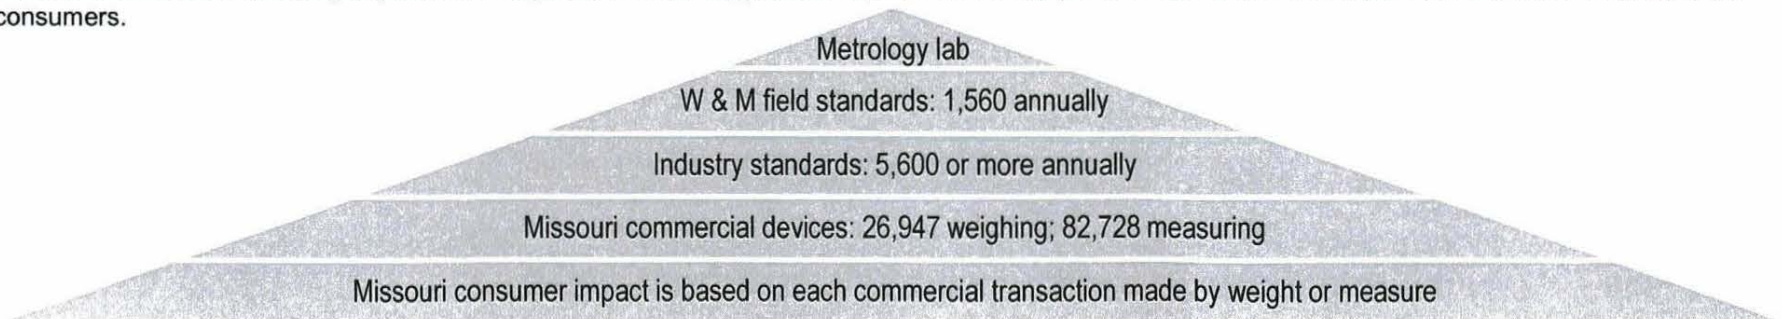 consumers.
Metrology lab
W & M field standards: 1,560 annually
Industry standards: 5,600 or more annually
Missouri commercial devices: 26,947 weighing; 82,728 measuring
Missouri consumer impact is based on each commercial transaction made by weight or measure